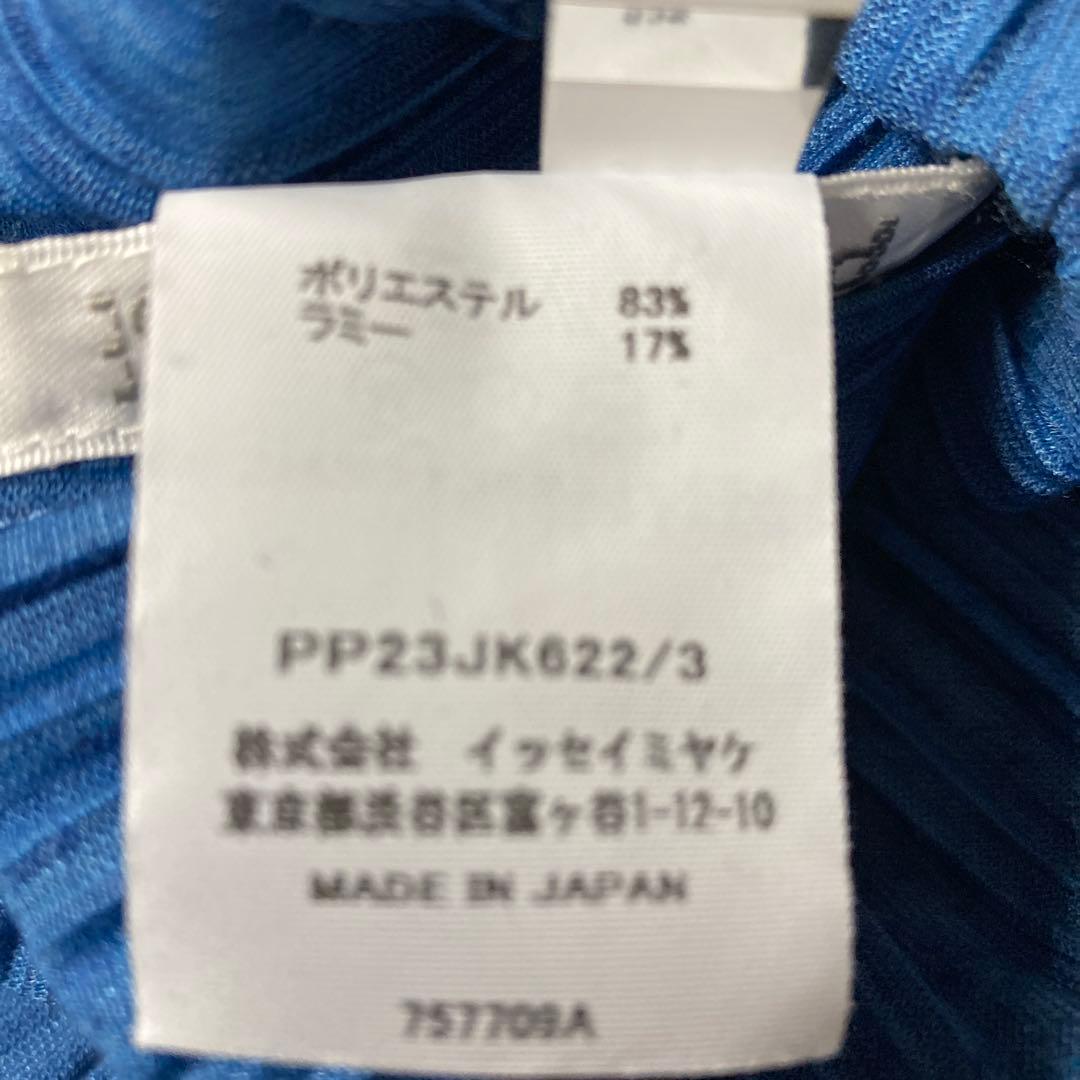 ポリエステル 83%
ラミー 17%
PP23JK622/3
株式会社 イッセイミヤケ
東京都渋谷区富ヶ谷1-12-10
MADE IN JAPAN
757709A